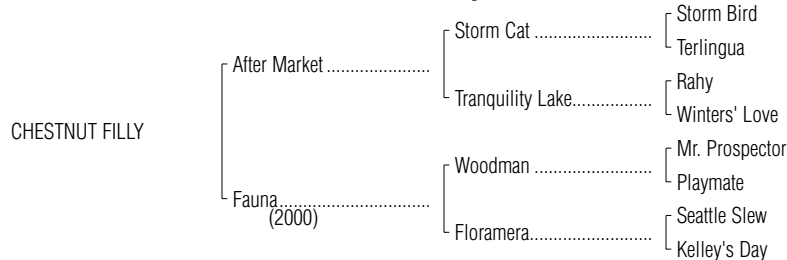 Storm Bird
Storm Cat ............................
Terlingua
After Market .........................
Rahy
Tranquility Lake...................
Winters' Love
CHESTNUT FILLY
Mr. Prospector
Woodman ............................
Playmate
Fauna....................................
(2000)
Seattle Slew
Floramera.............................
Kelley's Day